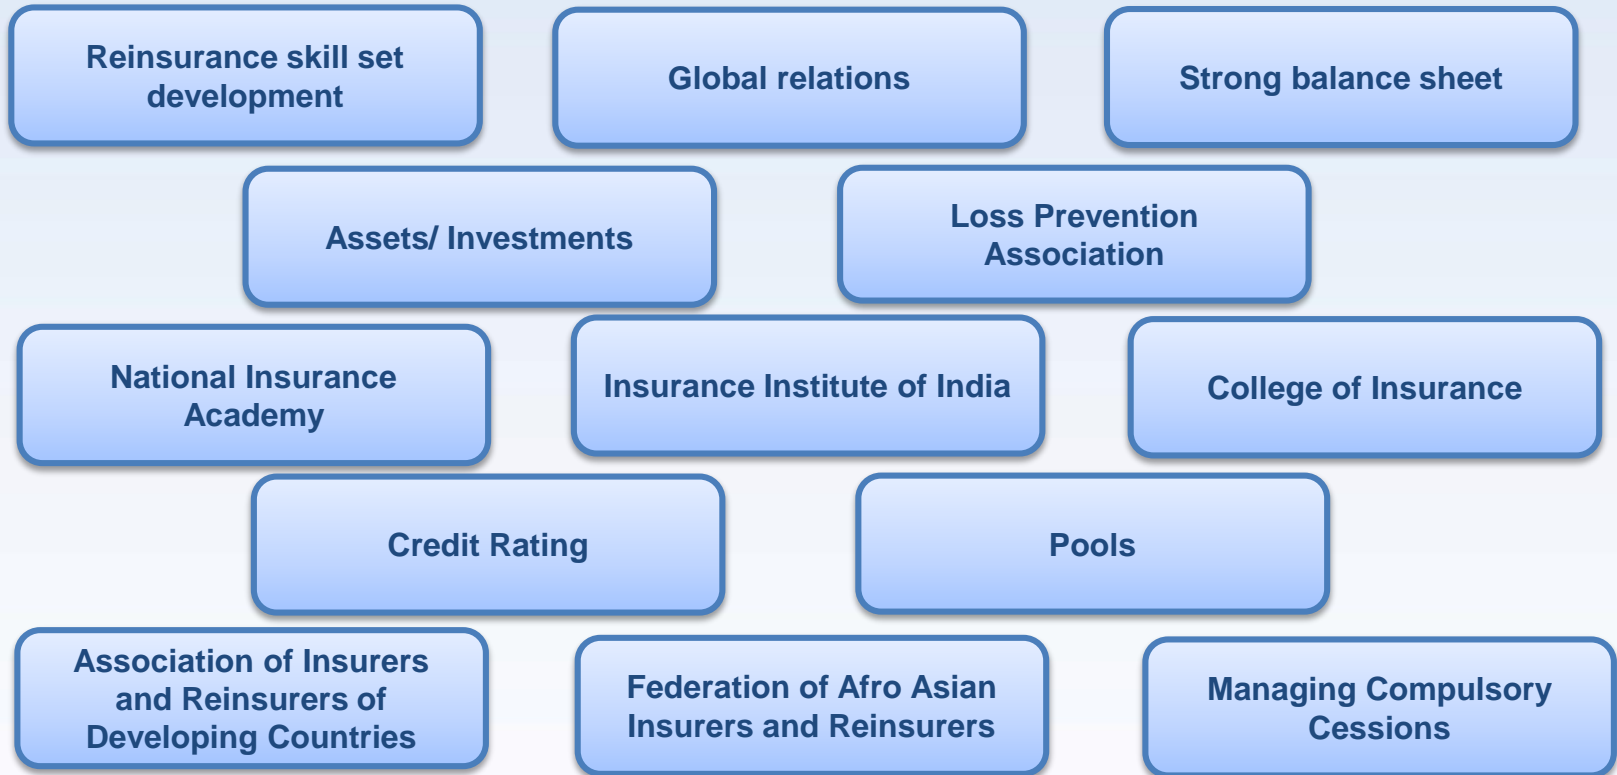 Reinsurance skill set
development
Global relations
Strong balance sheet
Assets/ Investments
Loss Prevention
Association
National Insurance
Academy
Insurance Institute of India
College of Insurance
Credit Rating
Pools
Association of Insurers
and Reinsurers of
Developing Countries
Federation of Afro Asian
Insurers and Reinsurers
Managing Compulsory
Cessions